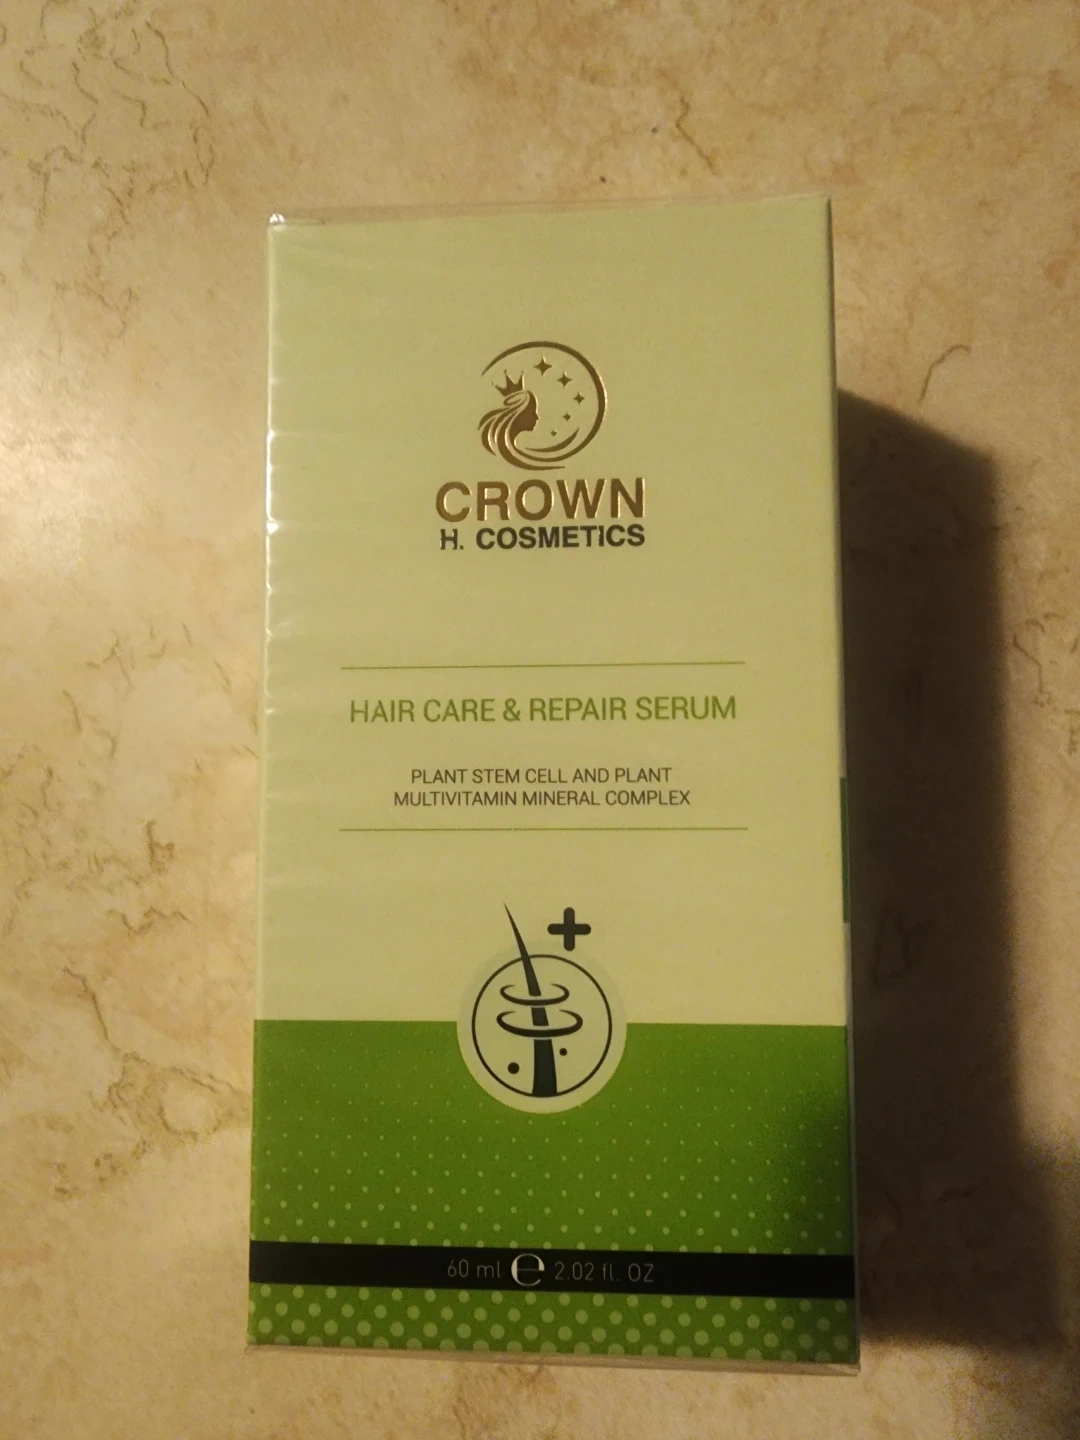 CROWN
H. COSMETICS
HAIR CARE & REPAIR SERUM
PLANT STEM CELL AND PLANT
MULTIVITAMIN MINERAL COMPLEX
60 ml ℮ 2.02 fl. OZ